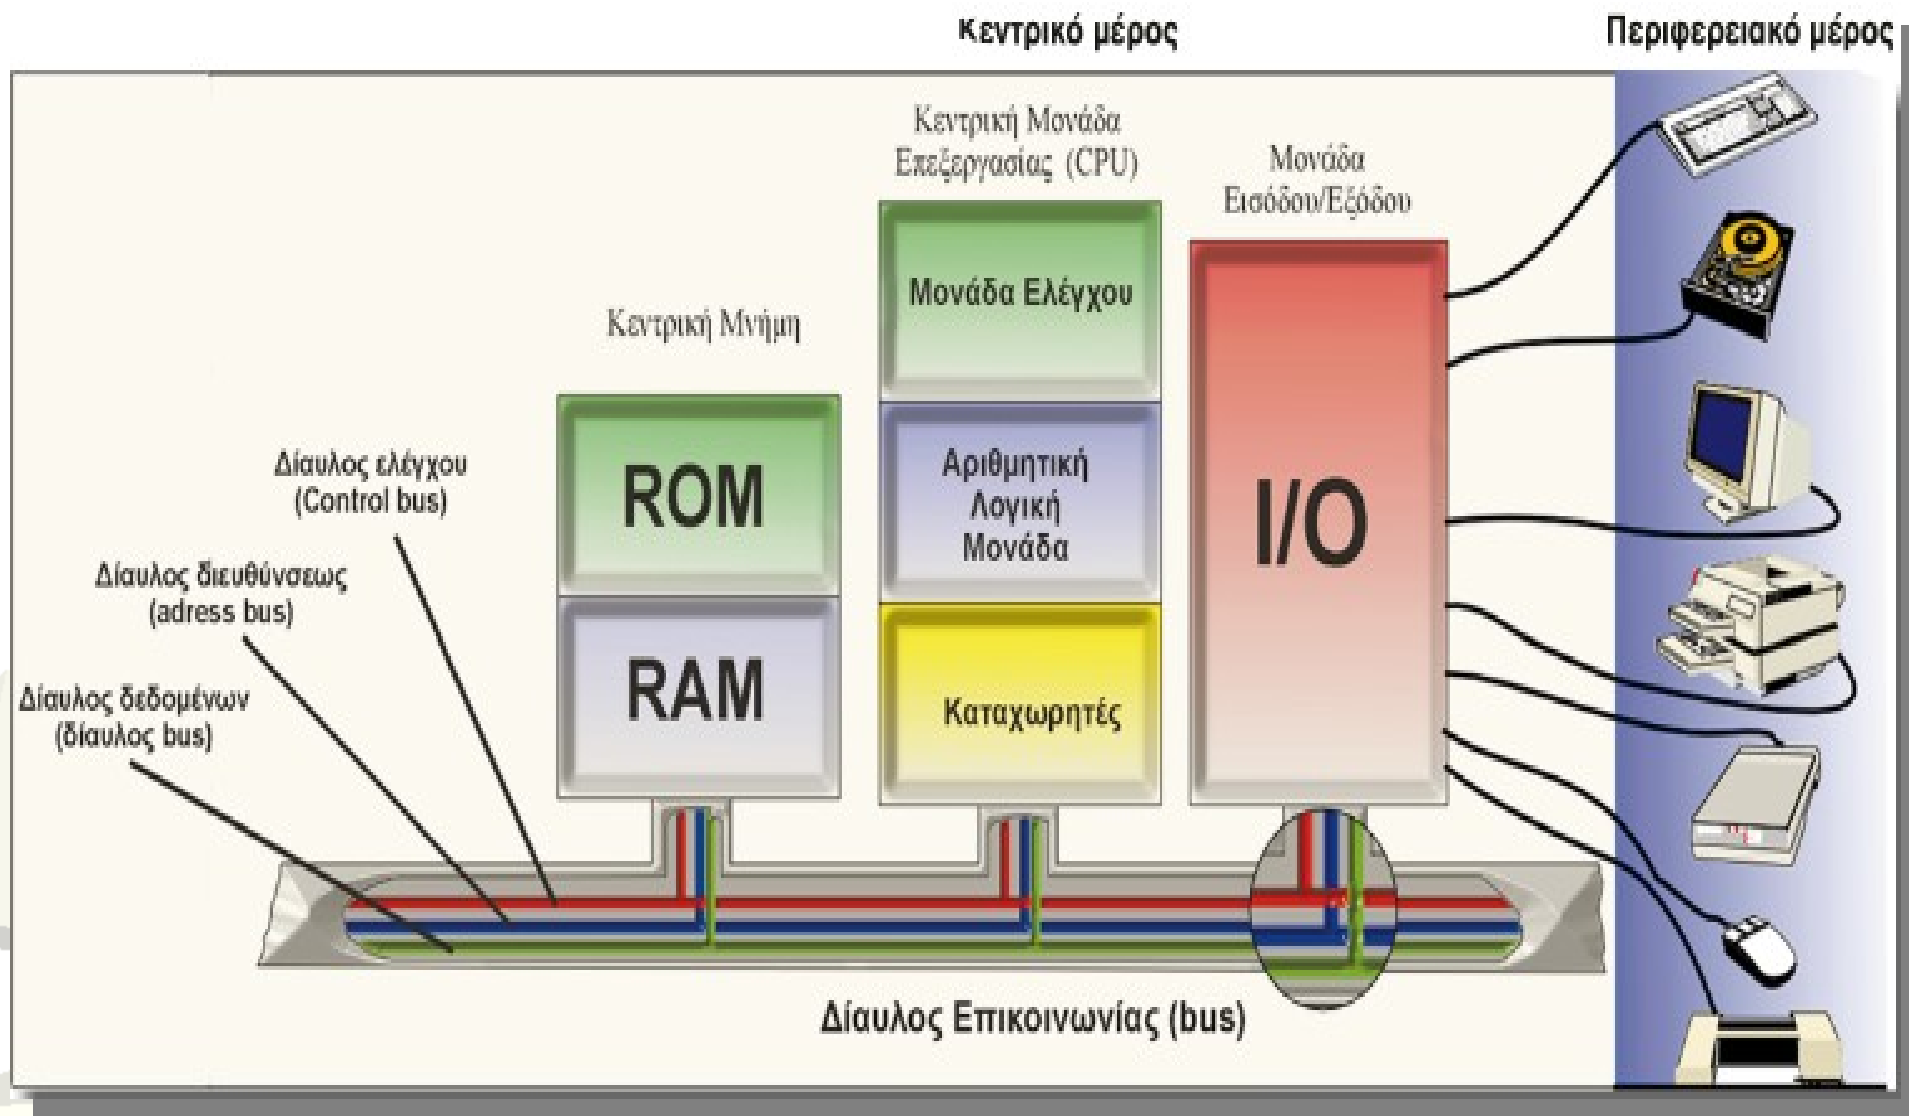 Κεντρικό μέρος
Περιφερειακό μέρος
Κεντρική Μονάδα
Επεξεργασίας (CPU)
Μονάδα
Εισόδου/Εξόδου
Κεντρική Μνήμη
Μονάδα Ελέγχου
Αριθμητική
Λογική
Μονάδα
Καταχωρητές
ROM
RAM
I/O
Δίαυλος ελέγχου
(Control bus)
Δίαυλος διευθύνσεως
(adress bus)
Δίαυλος δεδομένων
(δίαυλος bus)
Δίαυλος Επικοινωνίας (bus)